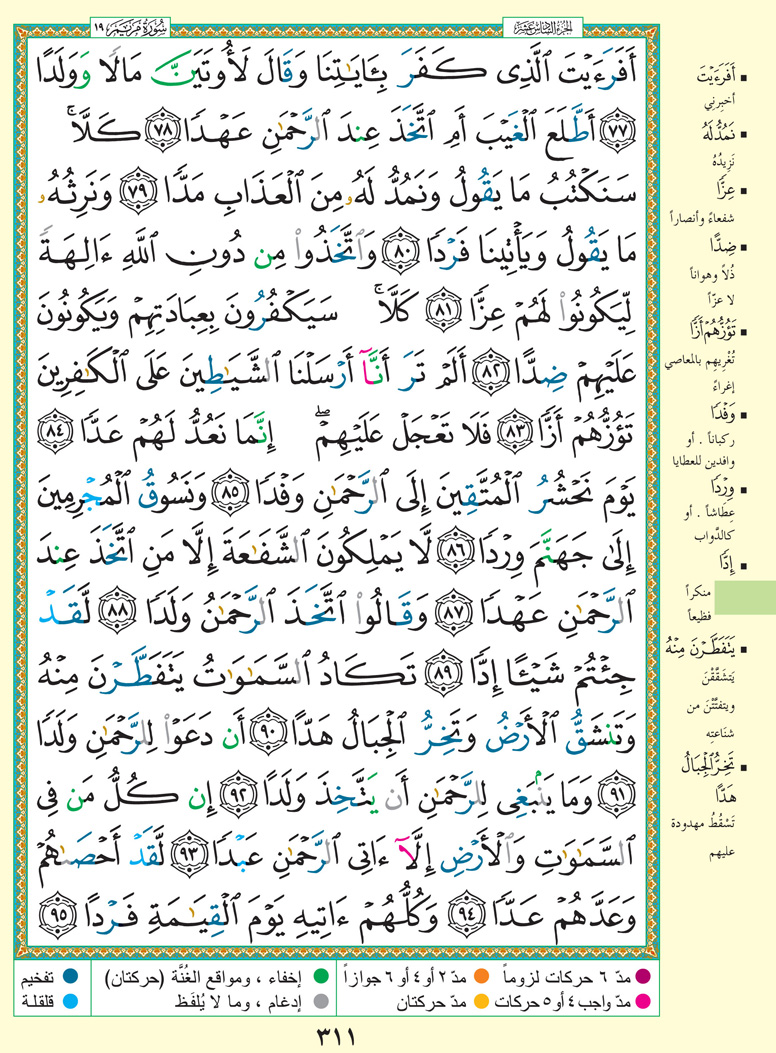 سُورَةُ مَرْيَم ١٩
الجزء السادس عشر
أَفَرَءَيْتَ ٱلَّذِى كَفَرَ بِـَٔايَٰتِنَا وَقَالَ لَأُوتَيَنَّ مَالًا وَوَلَدًا
﴿٧٧﴾ أَطَّلَعَ ٱلْغَيْبَ أَمِ ٱتَّخَذَ عِندَ ٱلرَّحْمَٰنِ عَهْدًا ﴿٧٨﴾ كَلَّا ۚ
سَنَكْتُبُ مَا يَقُولُ وَنَمُدُّ لَهُۥ مِنَ ٱلْعَذَابِ مَدًّا ﴿٧٩﴾ وَنَرِثُهُۥ
مَا يَقُولُ وَيَأْتِينَا فَرْدًا ﴿٨٠﴾ وَٱتَّخَذُوا۟ مِن دُونِ ٱللَّهِ ءَالِهَةً
لِّيَكُونُوا۟ لَهُمْ عِزًّا ﴿٨١﴾ كَلَّا ۚ سَيَكْفُرُونَ بِعِبَادَتِهِمْ وَيَكُونُونَ
عَلَيْهِمْ ضِدًّا ﴿٨٢﴾ أَلَمْ تَرَ أَنَّآ أَرْسَلْنَا ٱلشَّيَٰطِينَ عَلَى ٱلْكَٰفِرِينَ
تَؤُزُّهُمْ أَزًّا ﴿٨٣﴾ فَلَا تَعْجَلْ عَلَيْهِمْ ۖ إِنَّمَا نَعُدُّ لَهُمْ عَدًّا ﴿٨٤﴾
يَوْمَ نَحْشُرُ ٱلْمُتَّقِينَ إِلَى ٱلرَّحْمَٰنِ وَفْدًا ﴿٨٥﴾ وَنَسُوقُ ٱلْمُجْرِمِينَ
إِلَىٰ جَهَنَّمَ وِرْدًا ﴿٨٦﴾ لَّا يَمْلِكُونَ ٱلشَّفَٰعَةَ إِلَّا مَنِ ٱتَّخَذَ عِندَ
ٱلرَّحْمَٰنِ عَهْدًا ﴿٨٧﴾ وَقَالُوا۟ ٱتَّخَذَ ٱلرَّحْمَٰنُ وَلَدًا ﴿٨٨﴾ لَّقَدْ
جِئْتُمْ شَيْـًٔا إِدًّا ﴿٨٩﴾ تَكَادُ ٱلسَّمَٰوَٰتُ يَتَفَطَّرْنَ مِنْهُ
وَتَنشَقُّ ٱلْأَرْضُ وَتَخِرُّ ٱلْجِبَالُ هَدًّا ﴿٩٠﴾ أَن دَعَوْا۟ لِلرَّحْمَٰنِ وَلَدًا
﴿٩١﴾ وَمَا يَنۢبَغِى لِلرَّحْمَٰنِ أَن يَتَّخِذَ وَلَدًا ﴿٩٢﴾ إِن كُلُّ مَن فِى
ٱلسَّمَٰوَٰتِ وَٱلْأَرْضِ إِلَّآ ءَاتِى ٱلرَّحْمَٰنِ عَبْدًا ﴿٩٣﴾ لَّقَدْ أَحْصَىٰهُمْ
وَعَدَّهُمْ عَدًّا ﴿٩٤﴾ وَكُلُّهُمْ ءَاتِيهِ يَوْمَ ٱلْقِيَٰمَةِ فَرْدًا ﴿٩٥﴾
▪ أَفَرَءَيْتَ
أخبرني
▪ نَمُدُّ لَهُ
نَزِيدُهُ
▪ عِزًّا
شفعاءً وأنصاراً
▪ ضِدًّا
ذُلاً وهواناً
لا عزّاً
▪ تَؤُزُّهُمْ أَزًّا
تُغْرِيهِم بالمعاصي
إغراءً
▪ وَفْدًا
ركباناً . أو
وافدين للعطايا
▪ وِرْدًا
عِطَاشاً . أو
كالدَّواب
▪ إِدًّا
منكراً
فظيعاً
▪ يَتَفَطَّرْنَ مِنْهُ
يَتشَقَّقْنَ
ويتفتَّتْنَ من
شنَاعتِه
▪ تَخِرُّ ٱلْجِبَالُ
هَدًّا
تَسْقُطُ مهدودة
عليهم
مدّ ٦ حركات لزوماً
مدّ ٢ أو ٤ أو ٦ جوازاً
إخفاء ، ومواقع الغُنَّة (حركتان)
تفخيم
مدّ واجب ٤ أو ٥ حركات
مدّ حركتان
إدغام ، وما لا يُلفَظ
قلقلة
٣١١